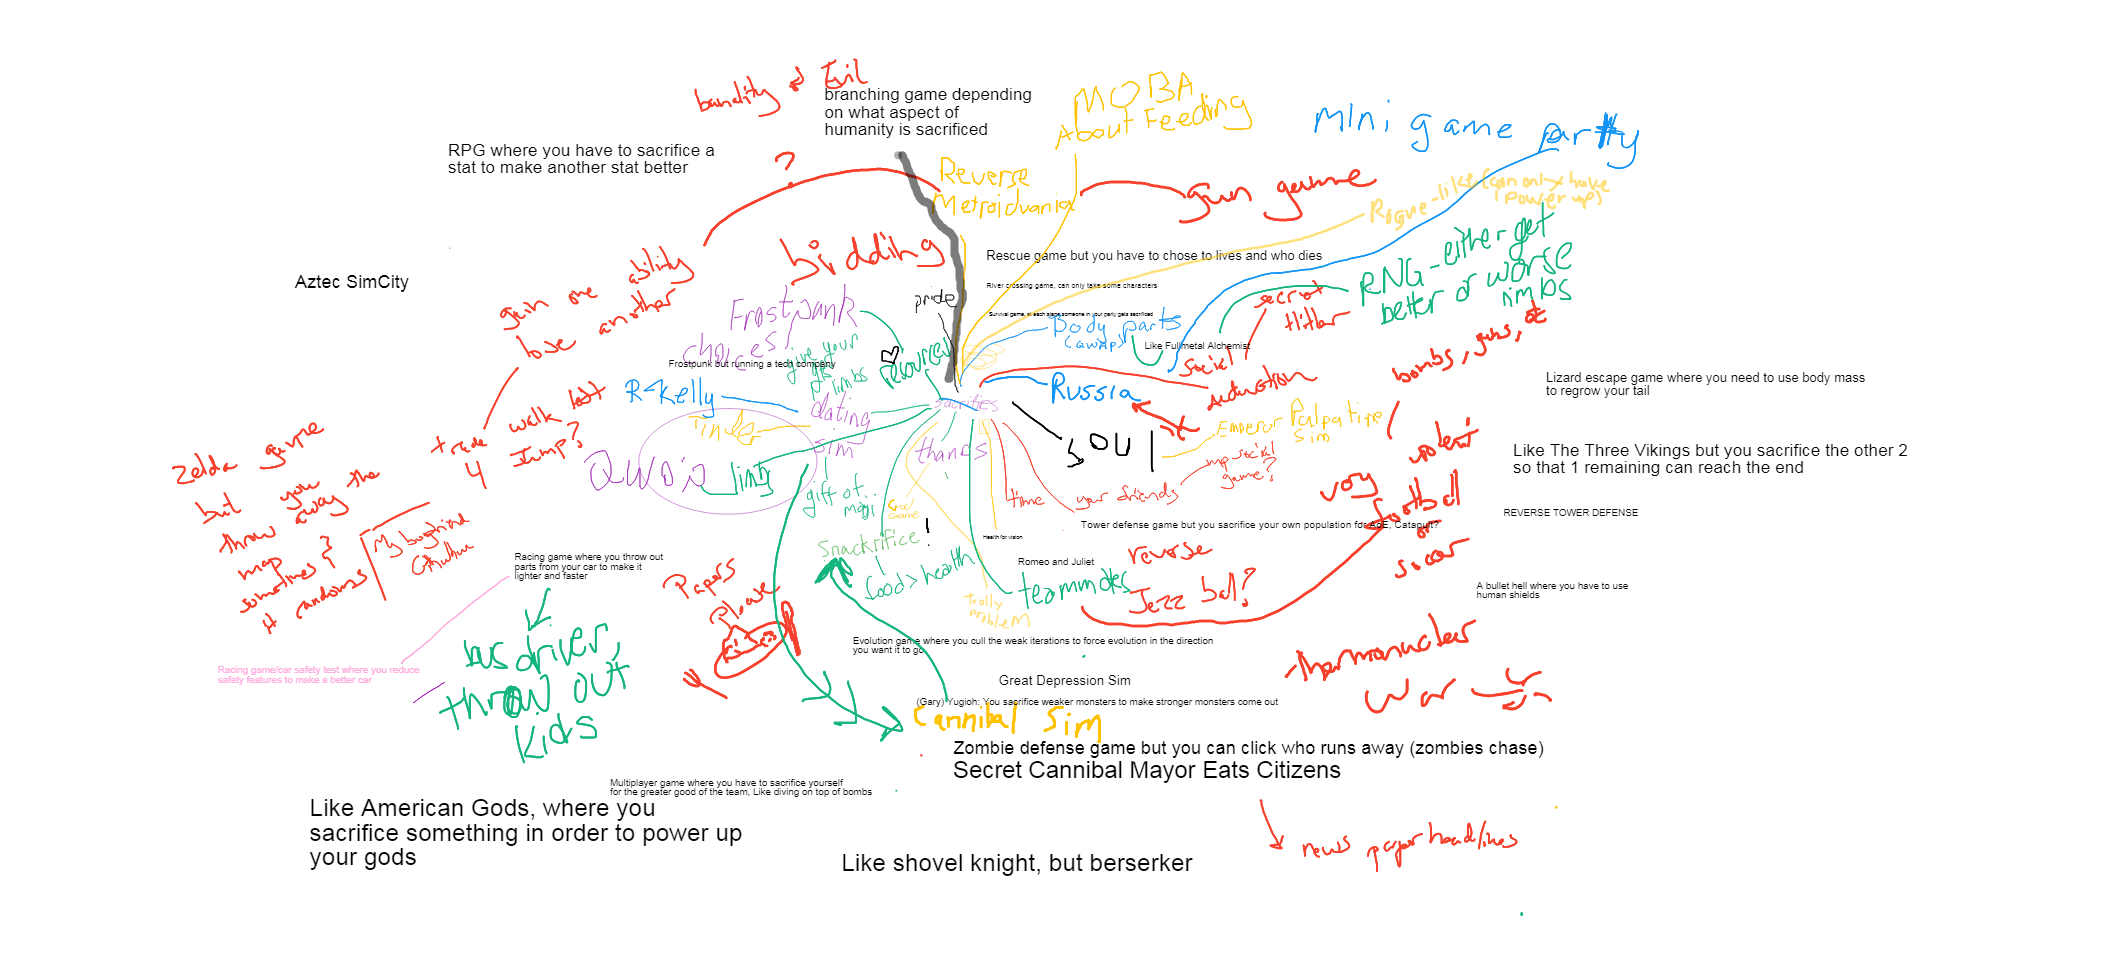 banality of Evil
branching game depending
on what aspect of
humanity is sacrificed
MOBA
About Feeding
mini game party
RPG where you have to sacrifice a
stat to make another stat better
?
Reverse
Metroidvania
gun game
Rogue-like (can only have
1 power up)
RNG - either get
better or worse
limbs
bidding
Rescue game but you have to chose to lives and who dies
River crossing game, can only take some characters
Survival game, at each stage someone in your party gets sacrificed
Aztec SimCity
gain one ability
lose another
Frostpunk
choices!
pride
Body parts
(swap)
Like Fullmetal Alchemist
secret
Hitler
social
deduction
bombs, guns, etc
Frostpunk but running a tech company
give your
gf limbs
resources
R-Kelly
dating
sim
sacrifies
Russia
soul
Emperor Palpatine
Sim
Lizard escape game where you need to use body mass
to regrow your tail
Tinder
QWOP
limbs
thanos
time
your friends
mp social
game?
gift of..
magi
God
Game
Zelda game
but you
throw away the
map
sometimes }
it randoms
trade walk
4 Jump?
My bugtime
Cthulhu
very violent
football
or
soccer
Like The Three Vikings but you sacrifice the other 2
so that 1 remaining can reach the end
REVERSE TOWER DEFENSE
Tower defense game but you sacrifice your own population for AoE, Catapult?
Health for vision
Snackrifice!
food > health
Romeo and Juliet
teammates
reverse
Jezz ball?
trolly
problem
Racing game where you throw out
parts from your car to make it
lighter and faster
Papers
Please
A bullet hell where you have to use
human shields
bus driver,
throw out
kids
Racing game/car safety test where you reduce
safety features to make a better car
Evolution game where you cull the weak iterations to force evolution in the direction
you want it to go
Great Depression Sim
(Gary) Yugioh: You sacrifice weaker monsters to make stronger monsters come out
Cannibal Sim
thermonuclear
war
Zombie defense game but you can click who runs away (zombies chase)
Secret Cannibal Mayor Eats Citizens
news paper headlines
Multiplayer game where you have to sacrifice yourself
for the greater good of the team, Like diving on top of bombs
Like American Gods, where you
sacrifice something in order to power up
your gods
Like shovel knight, but berserker